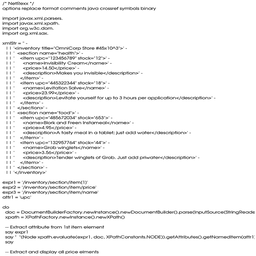 /* NetRexx */
options replace format comments java crossref symbols binary
import javax.xml.parsers.
import javax.xml.xpath.
import org.w3c.dom.
import org.xml.sax.
xmlStr = '' -
|| '<inventory title="OmniCorp Store #45x10^3">' -
|| ' <section name="health">' -
|| ' <item upc="123456789" stock="12">' -
|| ' <name>Invisibility Cream</name>' -
|| ' <price>14.50</price>' -
|| ' <description>Makes you invisible</description>' -
|| ' </item>' -
|| ' <item upc="445322344" stock="18">' -
|| ' <name>Levitation Salve</name>' -
|| ' <price>23.99</price>' -
|| ' <description>Levitate yourself for up to 3 hours per application</description>' -
|| ' </item>' -
|| ' </section>' -
|| ' <section name="food">' -
|| ' <item upc="485672034" stock="653">' -
|| ' <name>Blork and Freen Instameal</name>' -
|| ' <price>4.95</price>' -
|| ' <description>A tasty meal in a tablet; just add water</description>' -
|| ' </item>' -
|| ' <item upc="132957764" stock="44">' -
|| ' <name>Grob winglets</name>' -
|| ' <price>3.56</price>' -
|| ' <description>Tender winglets of Grob. Just add priwater</description>' -
|| ' </item>' -
|| ' </section>' -
|| '</inventory>'
expr1 = '/inventory/section/item[1]'
expr2 = '/inventory/section/item/price'
expr3 = '/inventory/section/item/name'
attr1 = 'upc'
do
doc = DocumentBuilderFactory.newInstance().newDocumentBuilder().parse(InputSource(StringReade
xpath = XPathFactory.newInstance().newXPath()
-- Extract attribute from 1st item element
say expr1
say ' '(Node xpath.evaluate(expr1, doc, XPathConstants.NODE)).getAttributes().getNamedItem(attr1
say
-- Extract and display all price elments